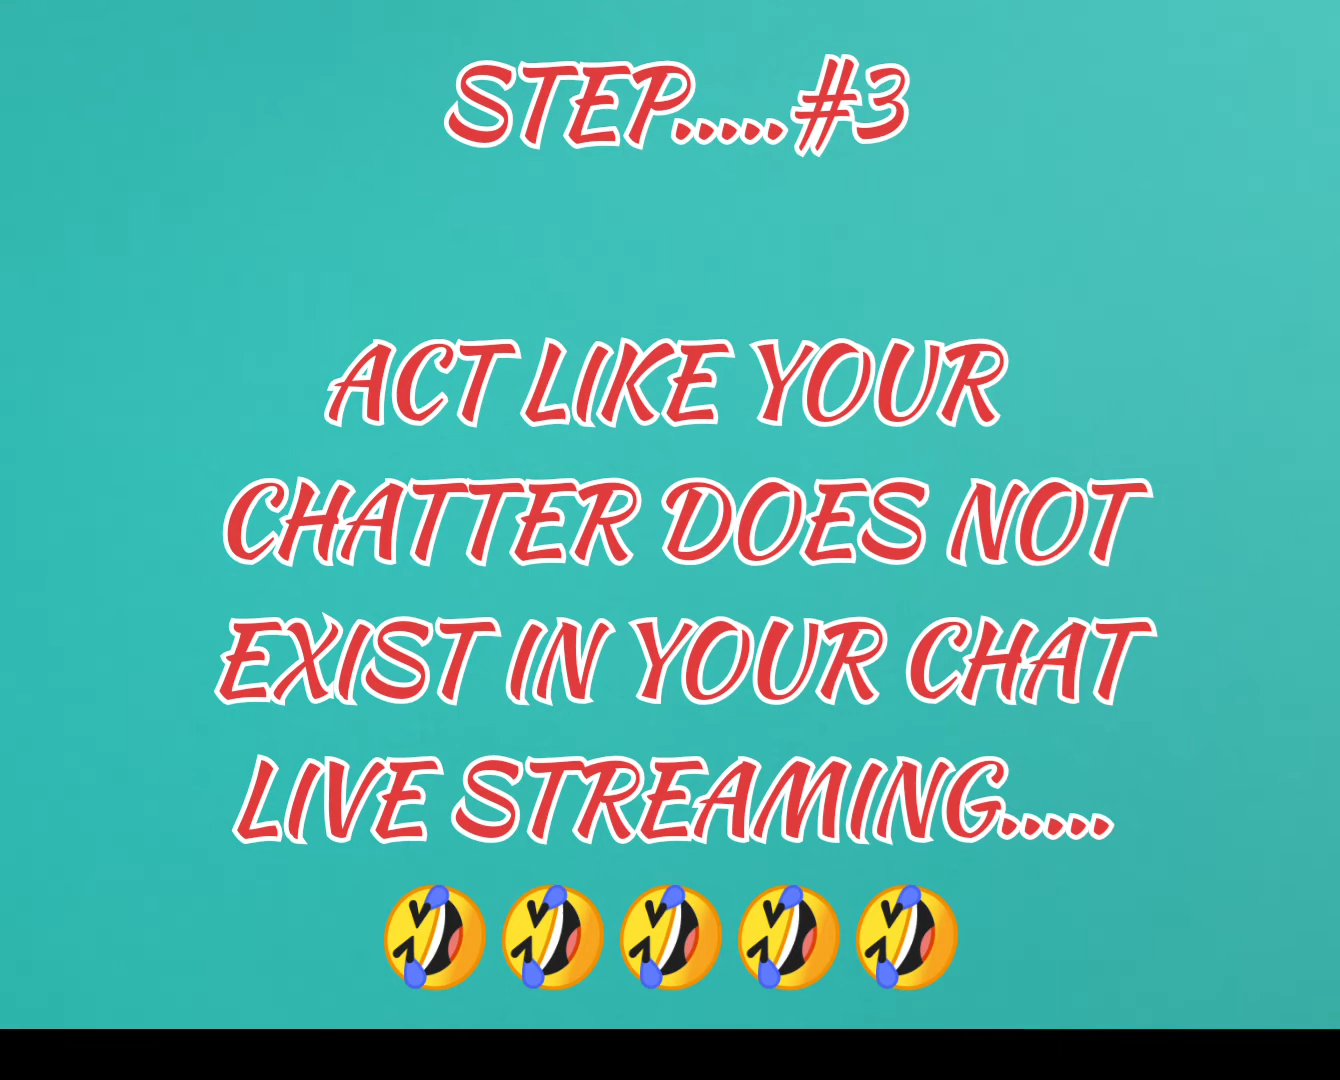 STEP.....#3
ACT LIKE YOUR
CHATTER DOES NOT
EXIST IN YOUR CHAT
LIVE STREAMING.....
🤣🤣🤣🤣🤣